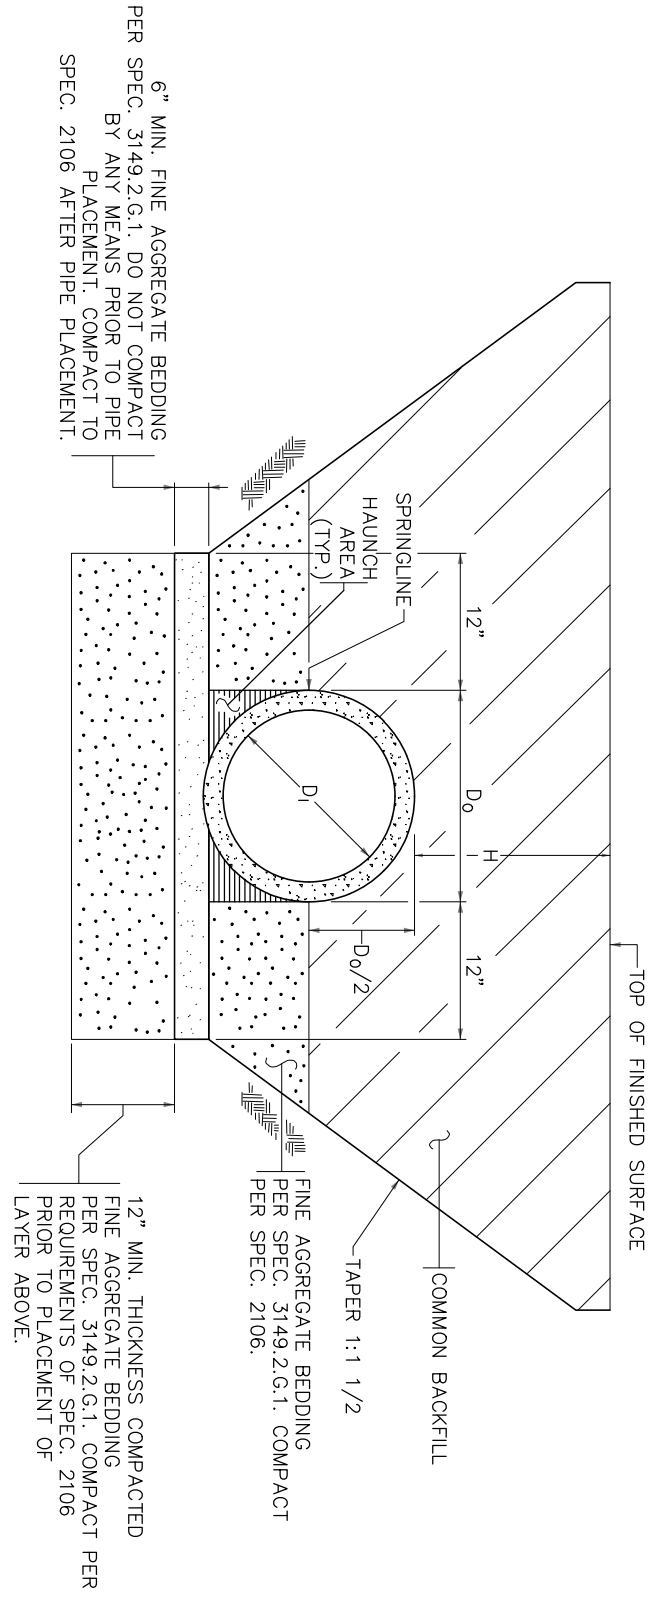 TOP OF FINISHED SURFACE
H
12"
D₀
12"
COMMON BACKFILL
SPRINGLINE
HAUNCH
AREA
(TYP.)
D₀/2
TAPER 1:1 1/2
Dᵢ
FINE AGGREGATE BEDDING
PER SPEC. 3149.2.G.1. COMPACT
PER SPEC. 2106.
6" MIN. FINE AGGREGATE BEDDING
PER SPEC. 3149.2.G.1. DO NOT COMPACT
BY ANY MEANS PRIOR TO PIPE
PLACEMENT. COMPACT TO
SPEC. 2106 AFTER PIPE PLACEMENT.
12" MIN. THICKNESS COMPACTED
FINE AGGREGATE BEDDING
PER SPEC. 3149.2.G.1. COMPACT PER
REQUIREMENTS OF SPEC. 2106
PRIOR TO PLACEMENT OF
LAYER ABOVE.